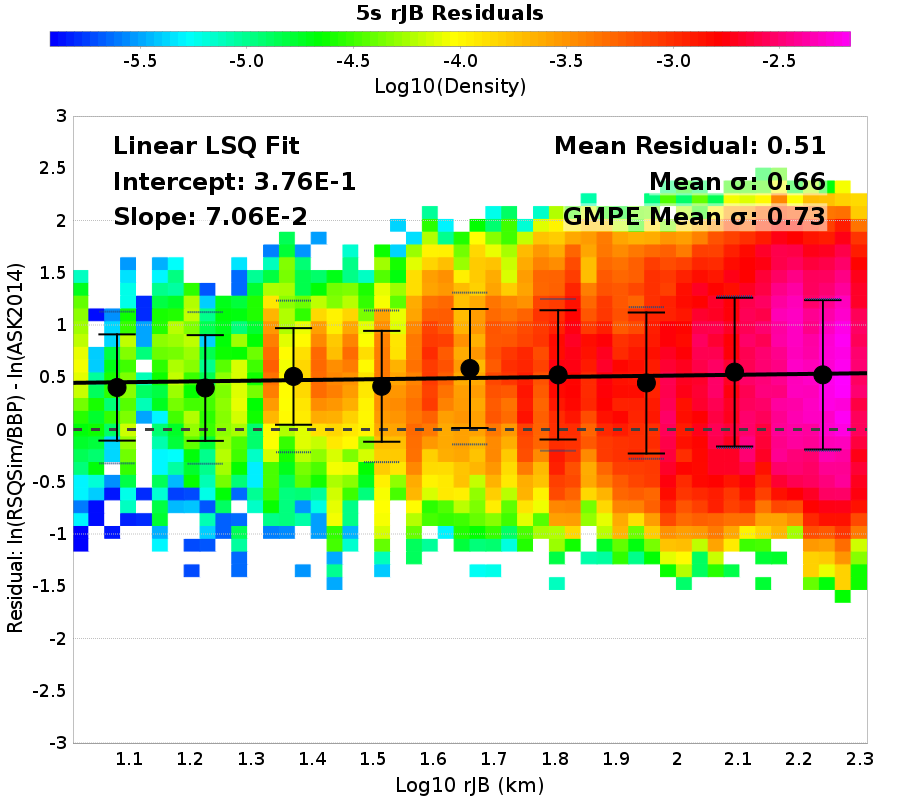 5s rJB Residuals
-5.5 -5.0 -4.5 -4.0 -3.5 -3.0 -2.5
Log10(Density)
Linear LSQ Fit
Intercept: 3.76E-1
Slope: 7.06E-2
Mean Residual: 0.51
Mean σ: 0.66
GMPE Mean σ: 0.73
Residual: ln(RSQSim/BBP) - ln(ASK2014)
3
2.5
2
1.5
1
0.5
0
-0.5
-1
-1.5
-2
-2.5
-3
1.1 1.2 1.3 1.4 1.5 1.6 1.7 1.8 1.9 2 2.1 2.2 2.3
Log10 rJB (km)